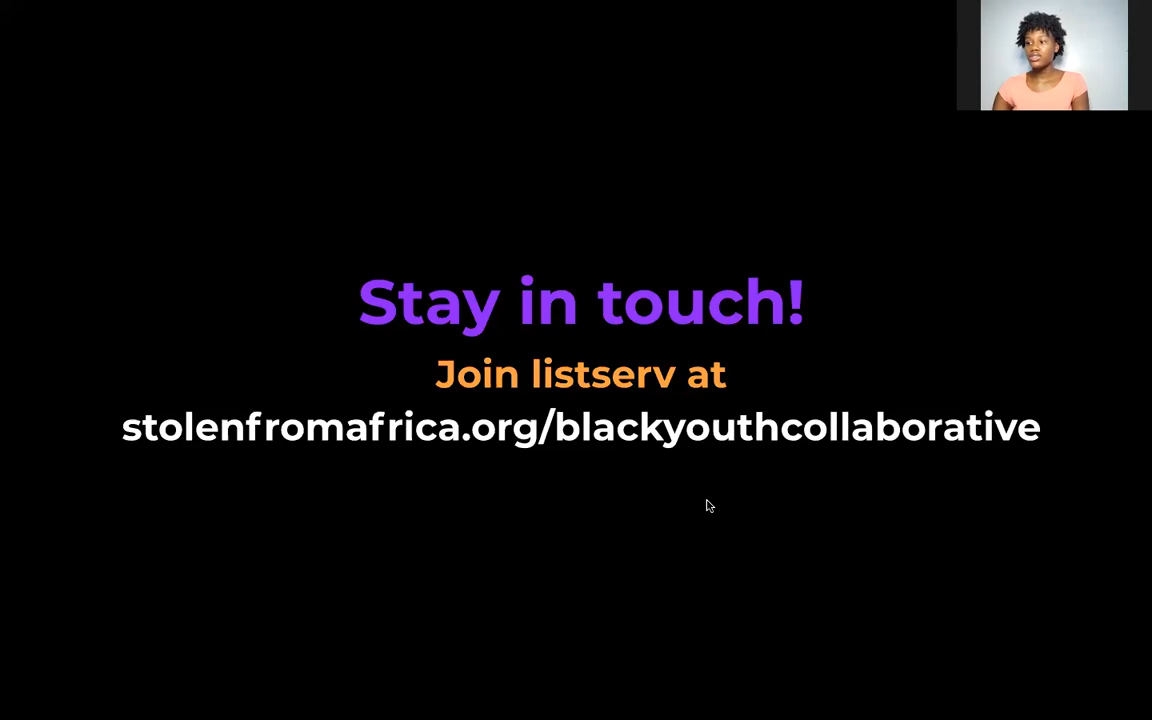 Stay in touch!
Join listserv at
stolenfromafrica.org/blackyouthcollaborative